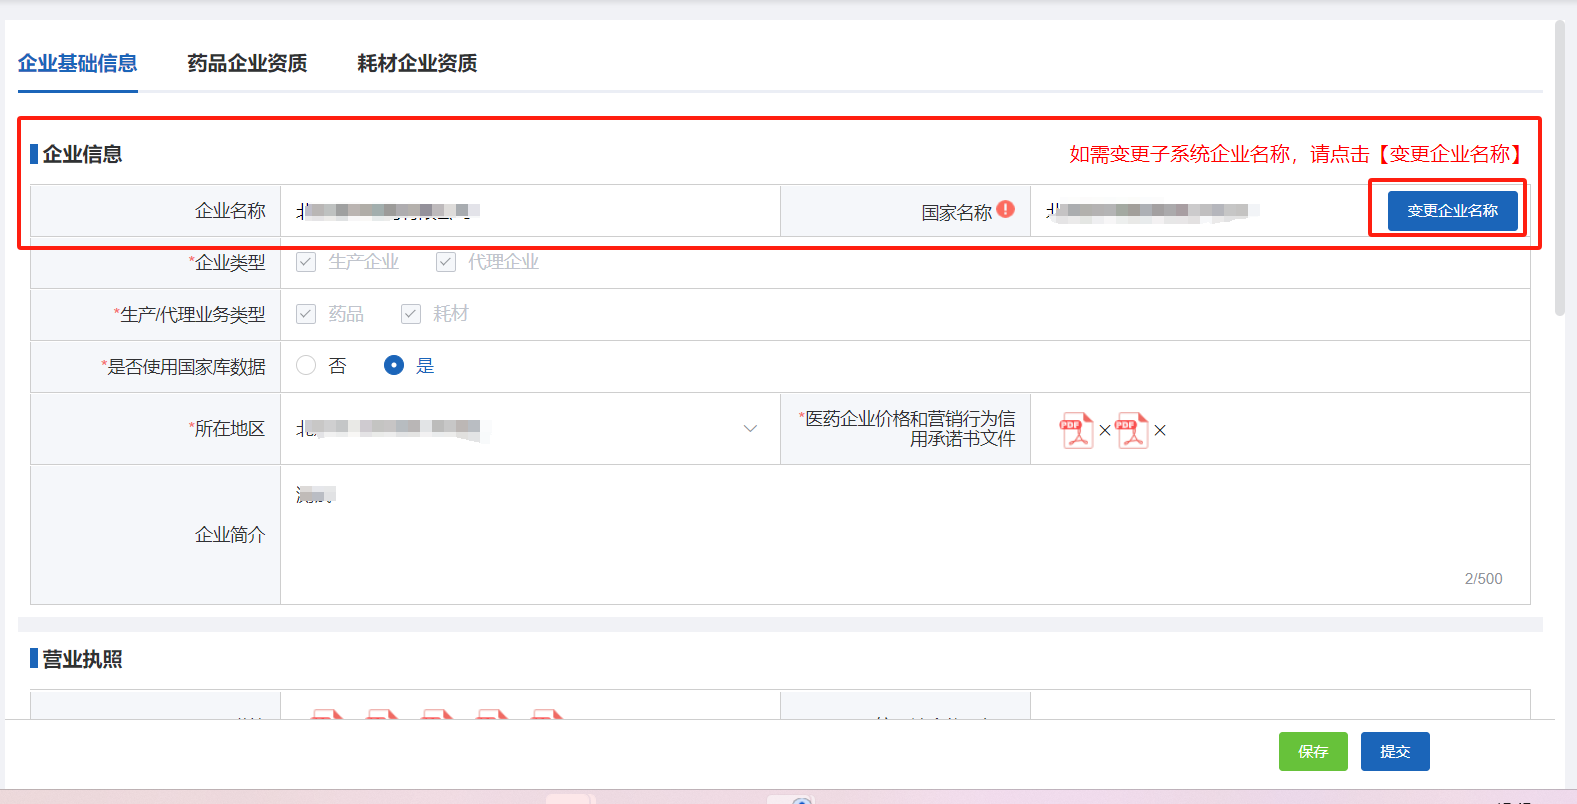 企业基础信息 药品企业资质 耗材企业资质
企业信息 如需变更子系统企业名称，请点击【变更企业名称】
企业名称 北 国家名称 北 变更企业名称
*企业类型 生产企业 代理企业
*生产/代理业务类型 药品 耗材
*是否使用国家库数据 否 是
*所在地区 北 *医药企业价格和营销行为信
用承诺书文件 PDF × PDF ×
企业简介
2/500
营业执照
保存 提交